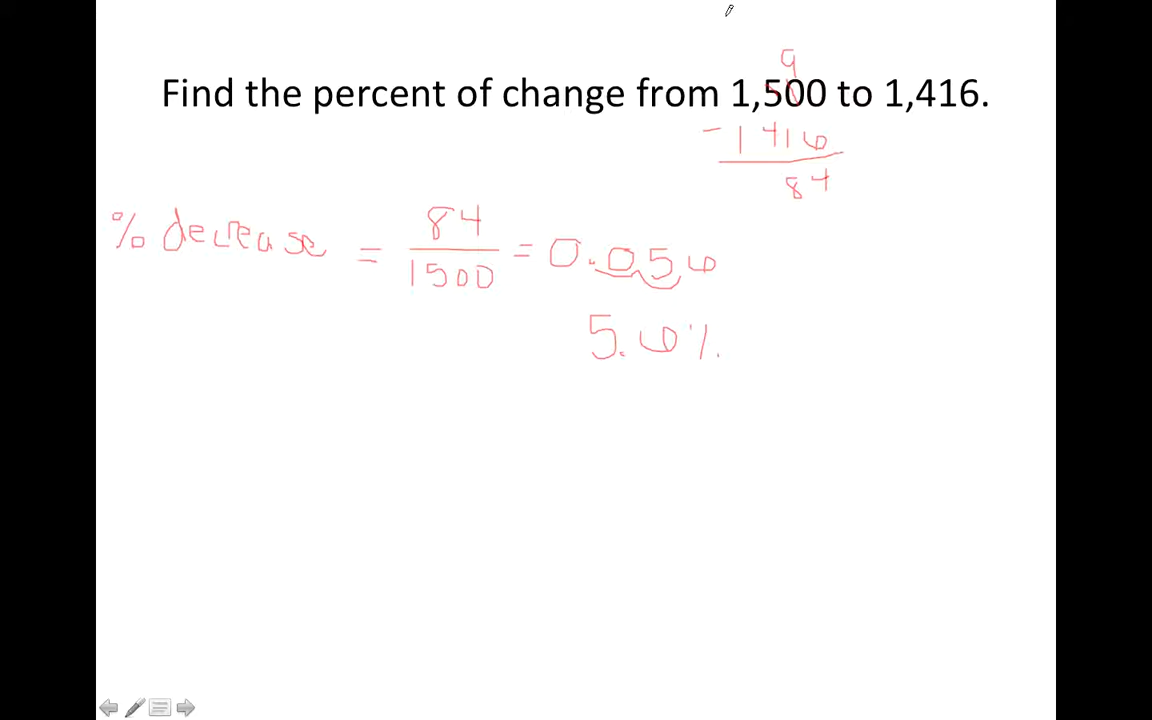 9
Find the percent of change from 1,500 to 1,416.
- 1416
84
% decrease = 84/1500 = 0.056
5.6%